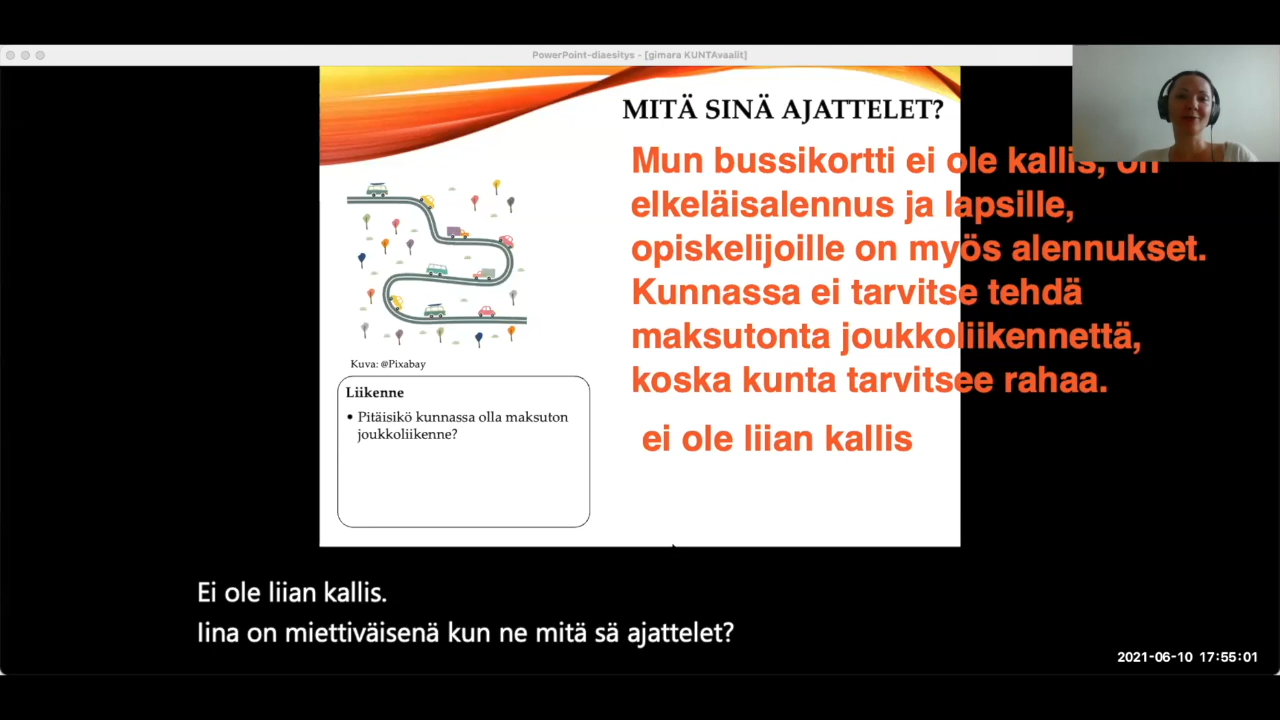 PowerPoint-diaesitys - [gimara KUNTAvaalit]
MITÄ SINÄ AJATTELET?
Mun bussikortti ei ole kallis, on
elkeläisalennus ja lapsille,
opiskelijoille on myös alennukset.
Kunnassa ei tarvitse tehdä
maksutonta joukkoliikennettä,
koska kunta tarvitsee rahaa.
ei ole liian kallis
Kuva: @Pixabay
Liikenne
• Pitäisikö kunnassa olla maksuton
joukkoliikenne?
Ei ole liian kallis.
Iina on miettiväisenä kun ne mitä sä ajattelet?
2021-06-10 17:55:01